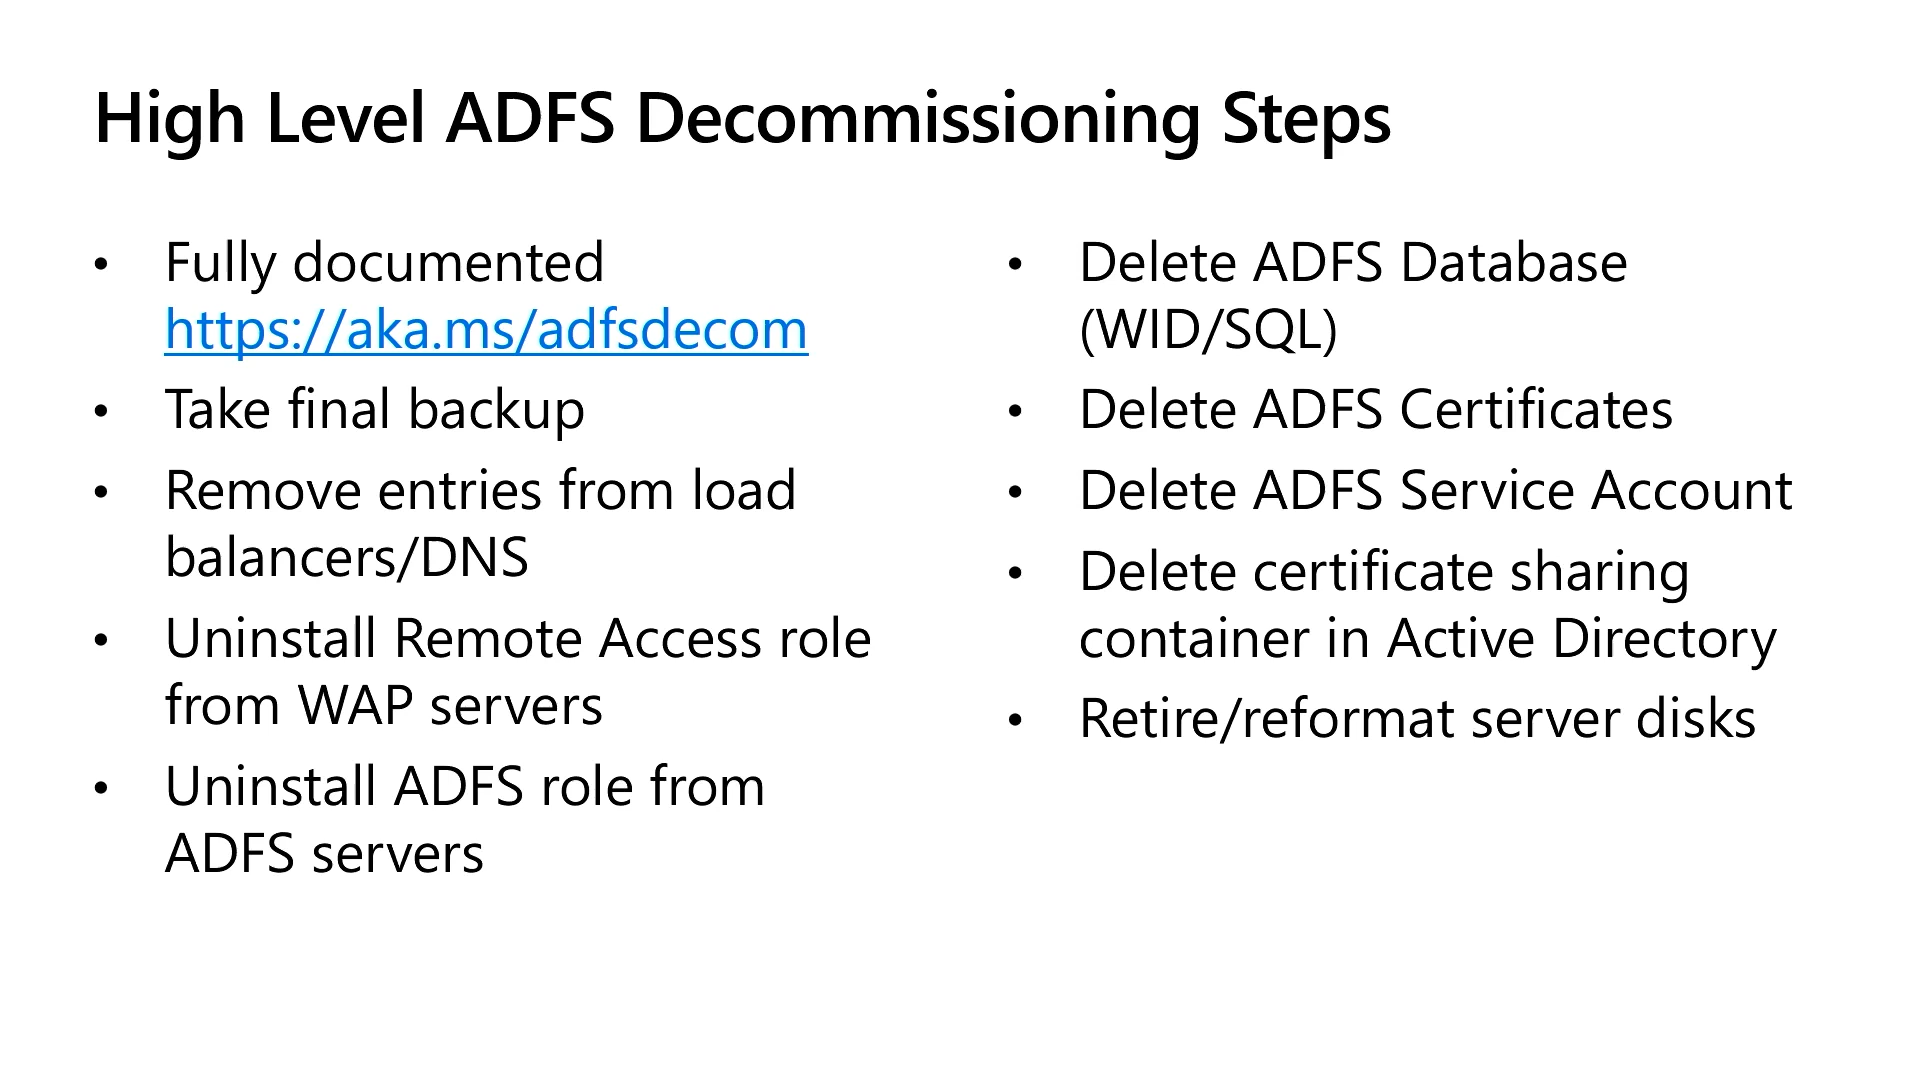 High Level ADFS Decommissioning Steps
• Fully documented
https://aka.ms/adfsdecom
• Take final backup
• Remove entries from load
balancers/DNS
• Uninstall Remote Access role
from WAP servers
• Uninstall ADFS role from
ADFS servers
• Delete ADFS Database
(WID/SQL)
• Delete ADFS Certificates
• Delete ADFS Service Account
• Delete certificate sharing
container in Active Directory
• Retire/reformat server disks